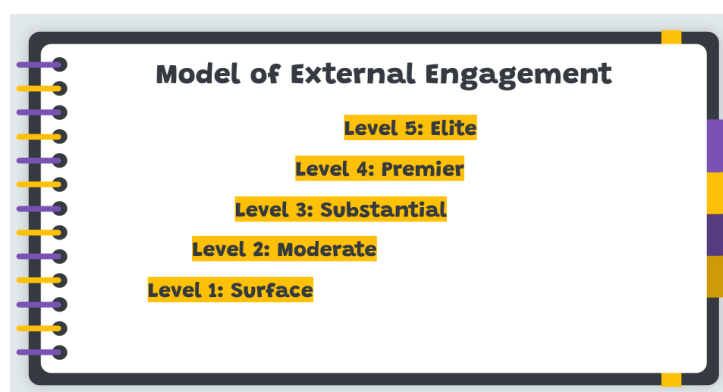 Model of External Engagement
Level 5: Elite
Level 4: Premier
Level 3: Substantial
Level 2: Moderate
Level 1: Surface